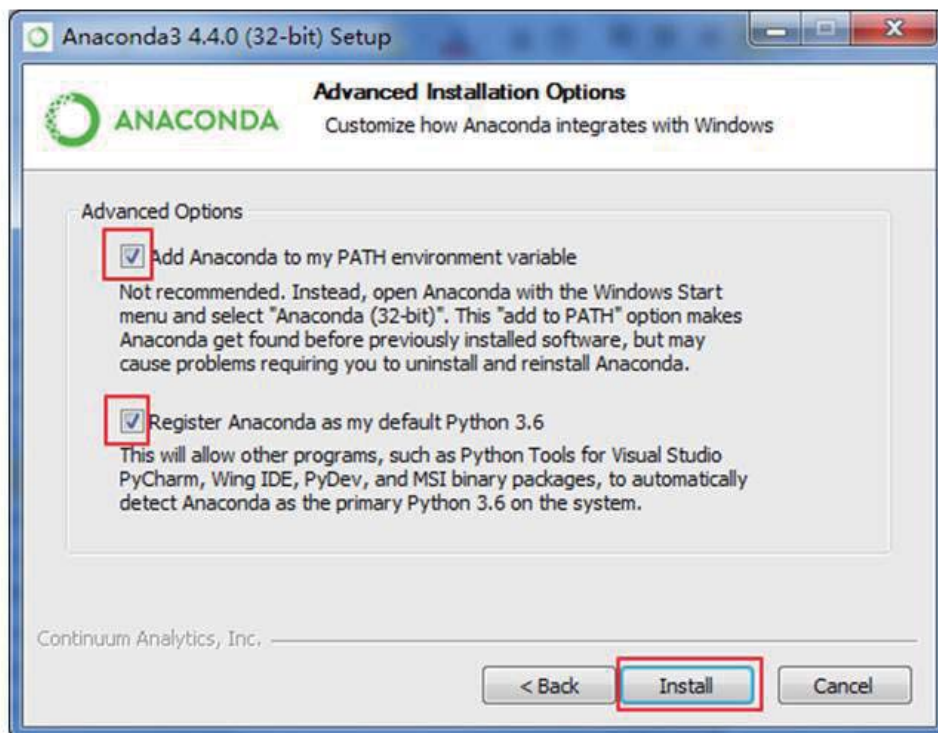 Anaconda3 4.4.0 (32-bit) Setup
ANACONDA
Advanced Installation Options
Customize how Anaconda integrates with Windows
Advanced Options
Add Anaconda to my PATH environment variable
Not recommended. Instead, open Anaconda with the Windows Start
menu and select "Anaconda (32-bit)". This "add to PATH" option makes
Anaconda get found before previously installed software, but may
cause problems requiring you to uninstall and reinstall Anaconda.
Register Anaconda as my default Python 3.6
This will allow other programs, such as Python Tools for Visual Studio
PyCharm, Wing IDE, PyDev, and MSI binary packages, to automatically
detect Anaconda as the primary Python 3.6 on the system.
Continuum Analytics, Inc.
< Back Install Cancel